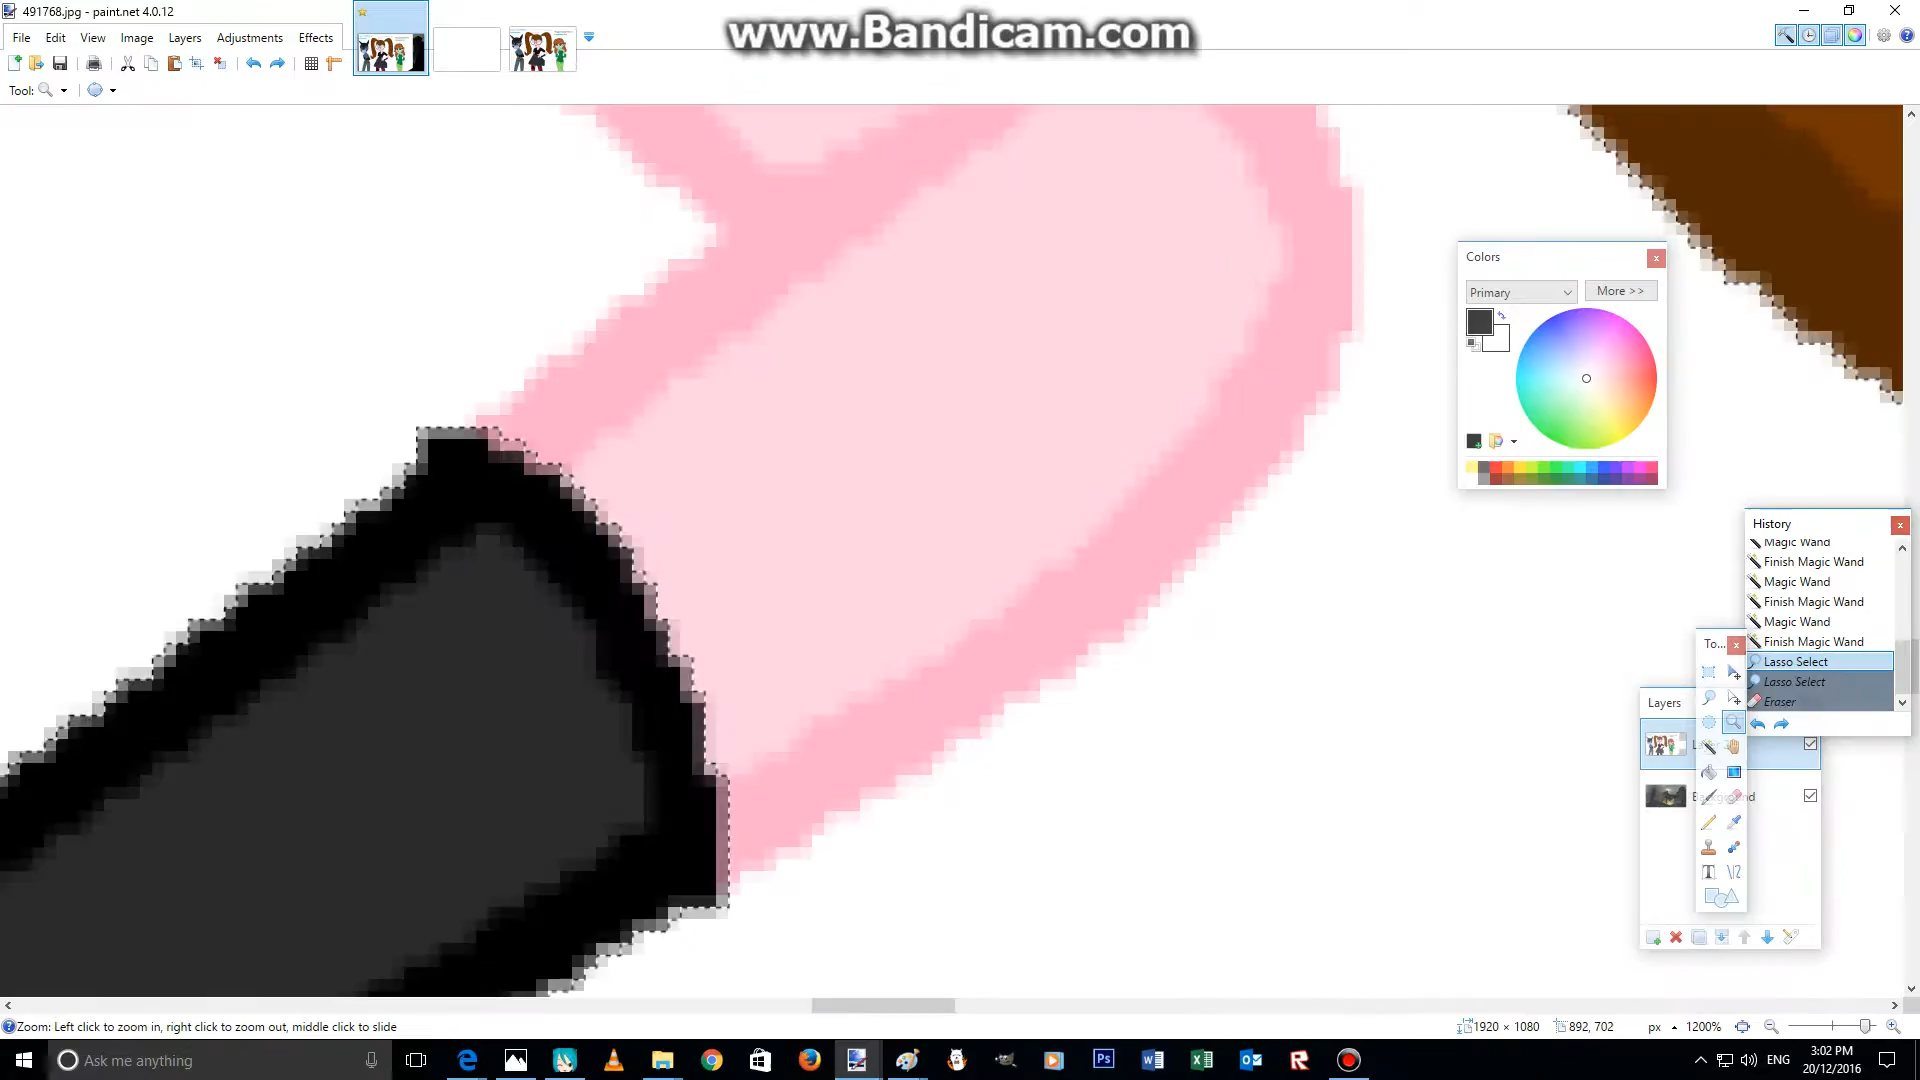 491768.jpg - paint.net 4.0.12
www.Bandicam.com
File Edit View Image Layers Adjustments Effects
Tool:
Colors
Primary
More >>
History
Magic Wand
Finish Magic Wand
Magic Wand
Finish Magic Wand
Magic Wand
Finish Magic Wand
Lasso Select
Lasso Select
Eraser
To...
Layers
Background
Zoom: Left click to zoom in, right click to zoom out, middle click to slide
1920 × 1080
892, 702
px
1200%
Ask me anything
ENG
3:02 PM
20/12/2016